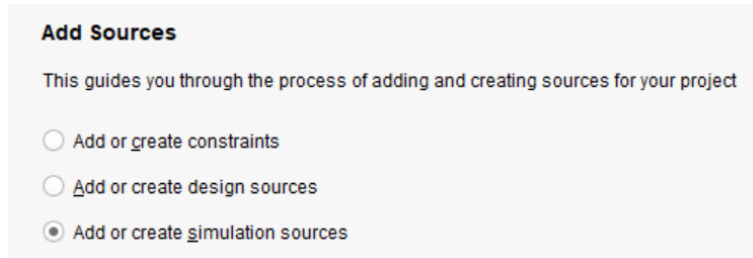 Add Sources
This guides you through the process of adding and creating sources for your project
Add or create constraints
Add or create design sources
Add or create simulation sources